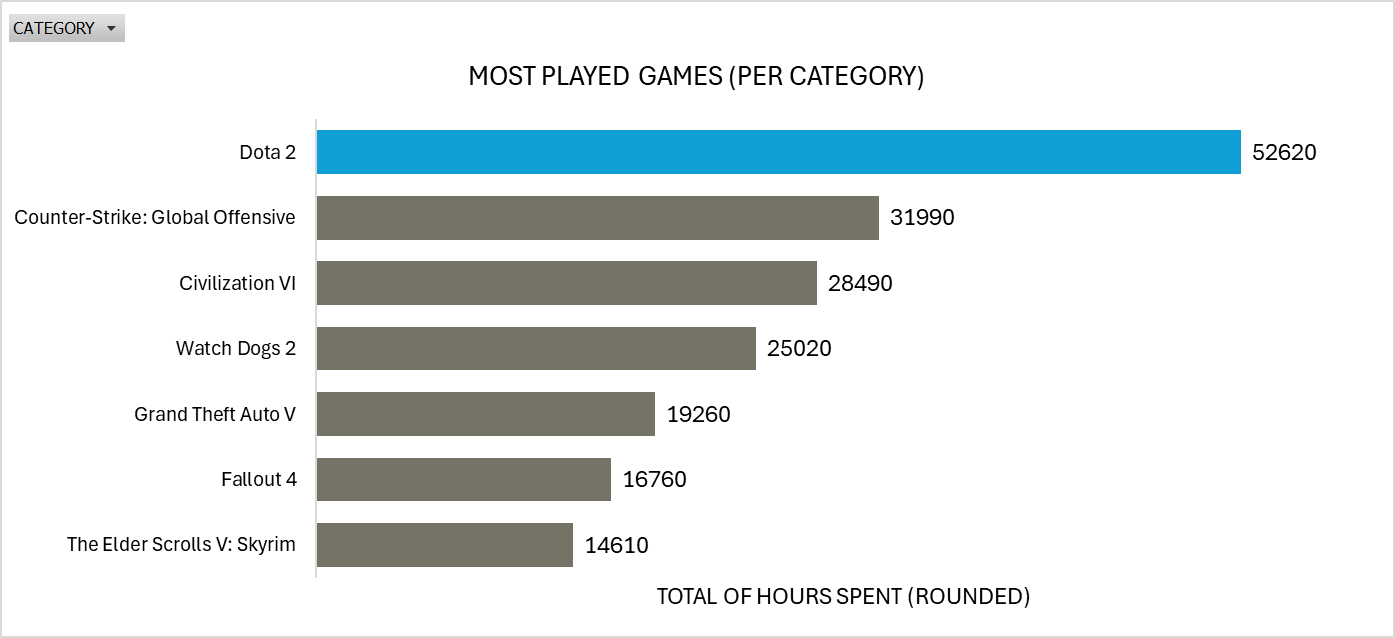 CATEGORY
MOST PLAYED GAMES (PER CATEGORY)
Dota 2 52620
Counter-Strike: Global Offensive 31990
Civilization VI 28490
Watch Dogs 2 25020
Grand Theft Auto V 19260
Fallout 4 16760
The Elder Scrolls V: Skyrim 14610
TOTAL OF HOURS SPENT (ROUNDED)